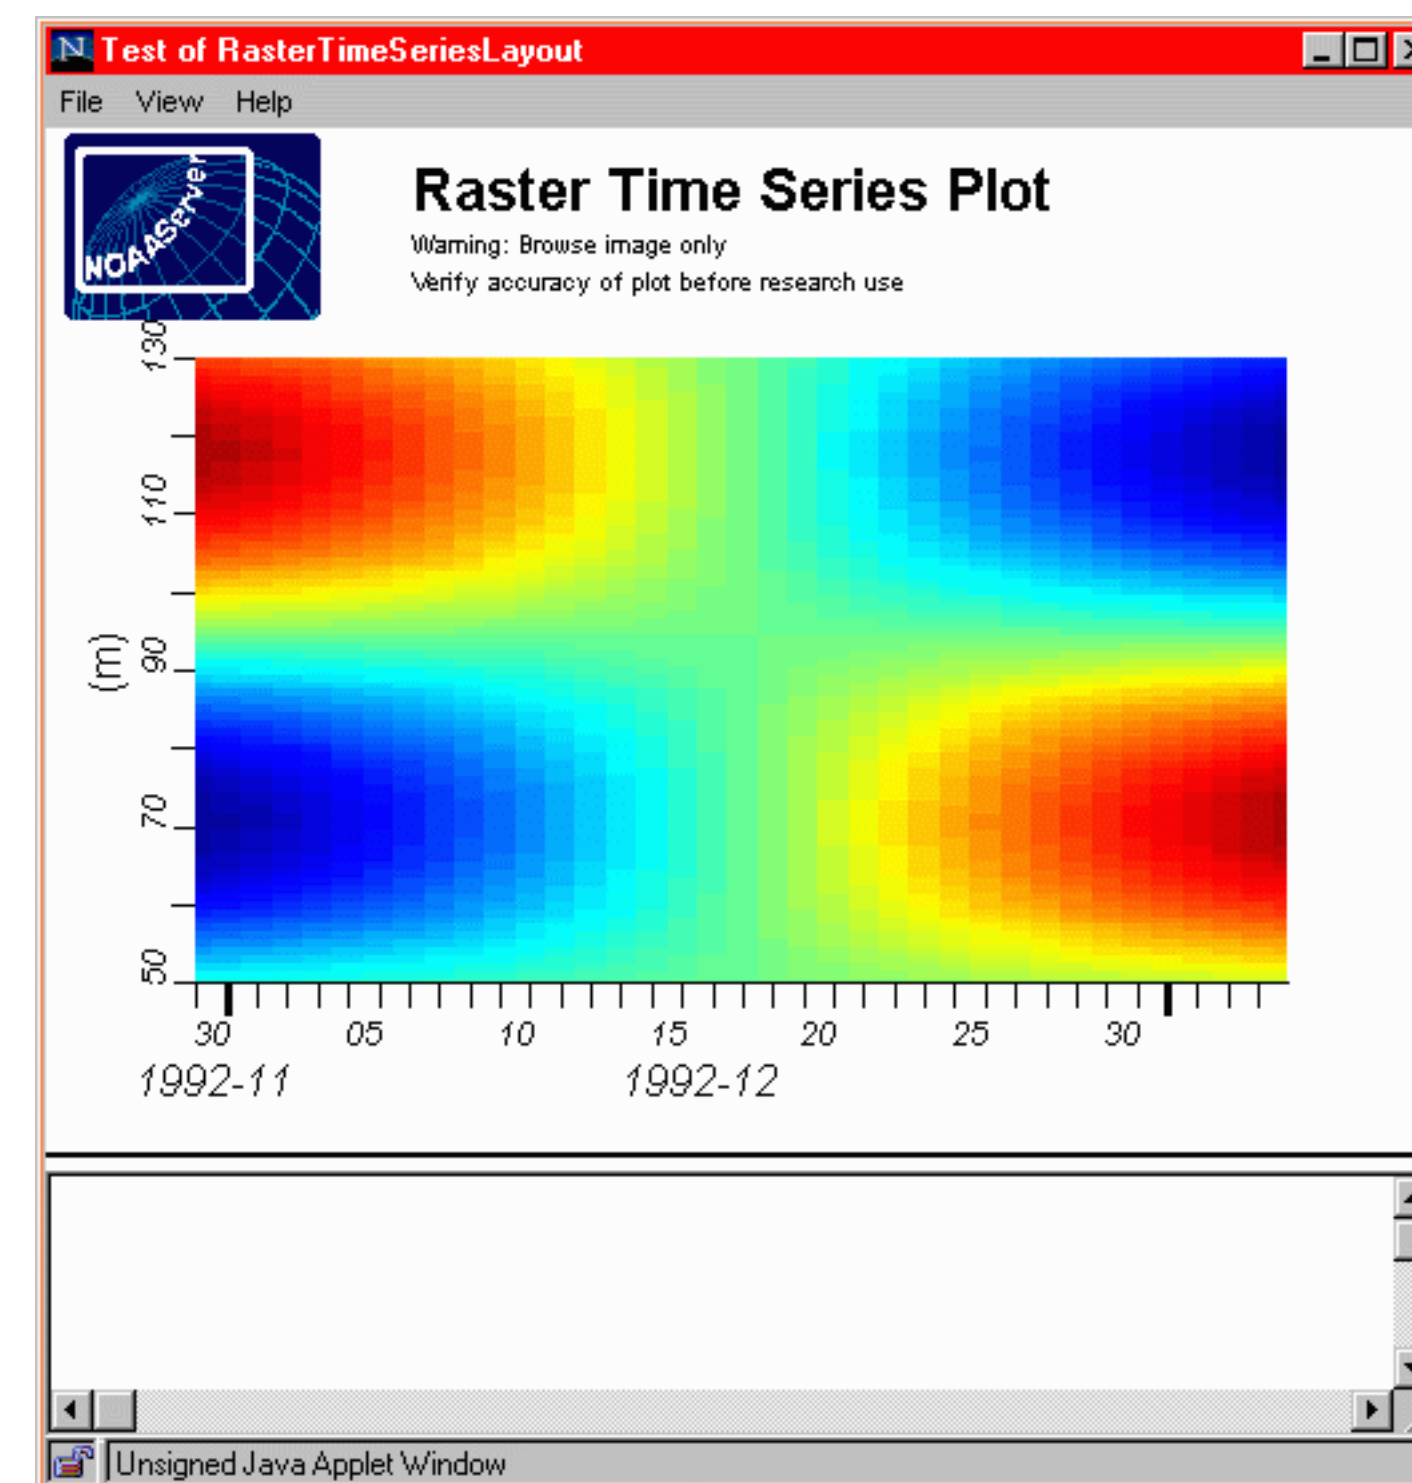 Test of RasterTimeSeriesLayout
File View Help
NOAAServer
Raster Time Series Plot
Warning: Browse image only
Verify accuracy of plot before research use
130
110
90
70
50
(m)
30 05 10 15 20 25 30
1992-11 1992-12
Unsigned Java Applet Window